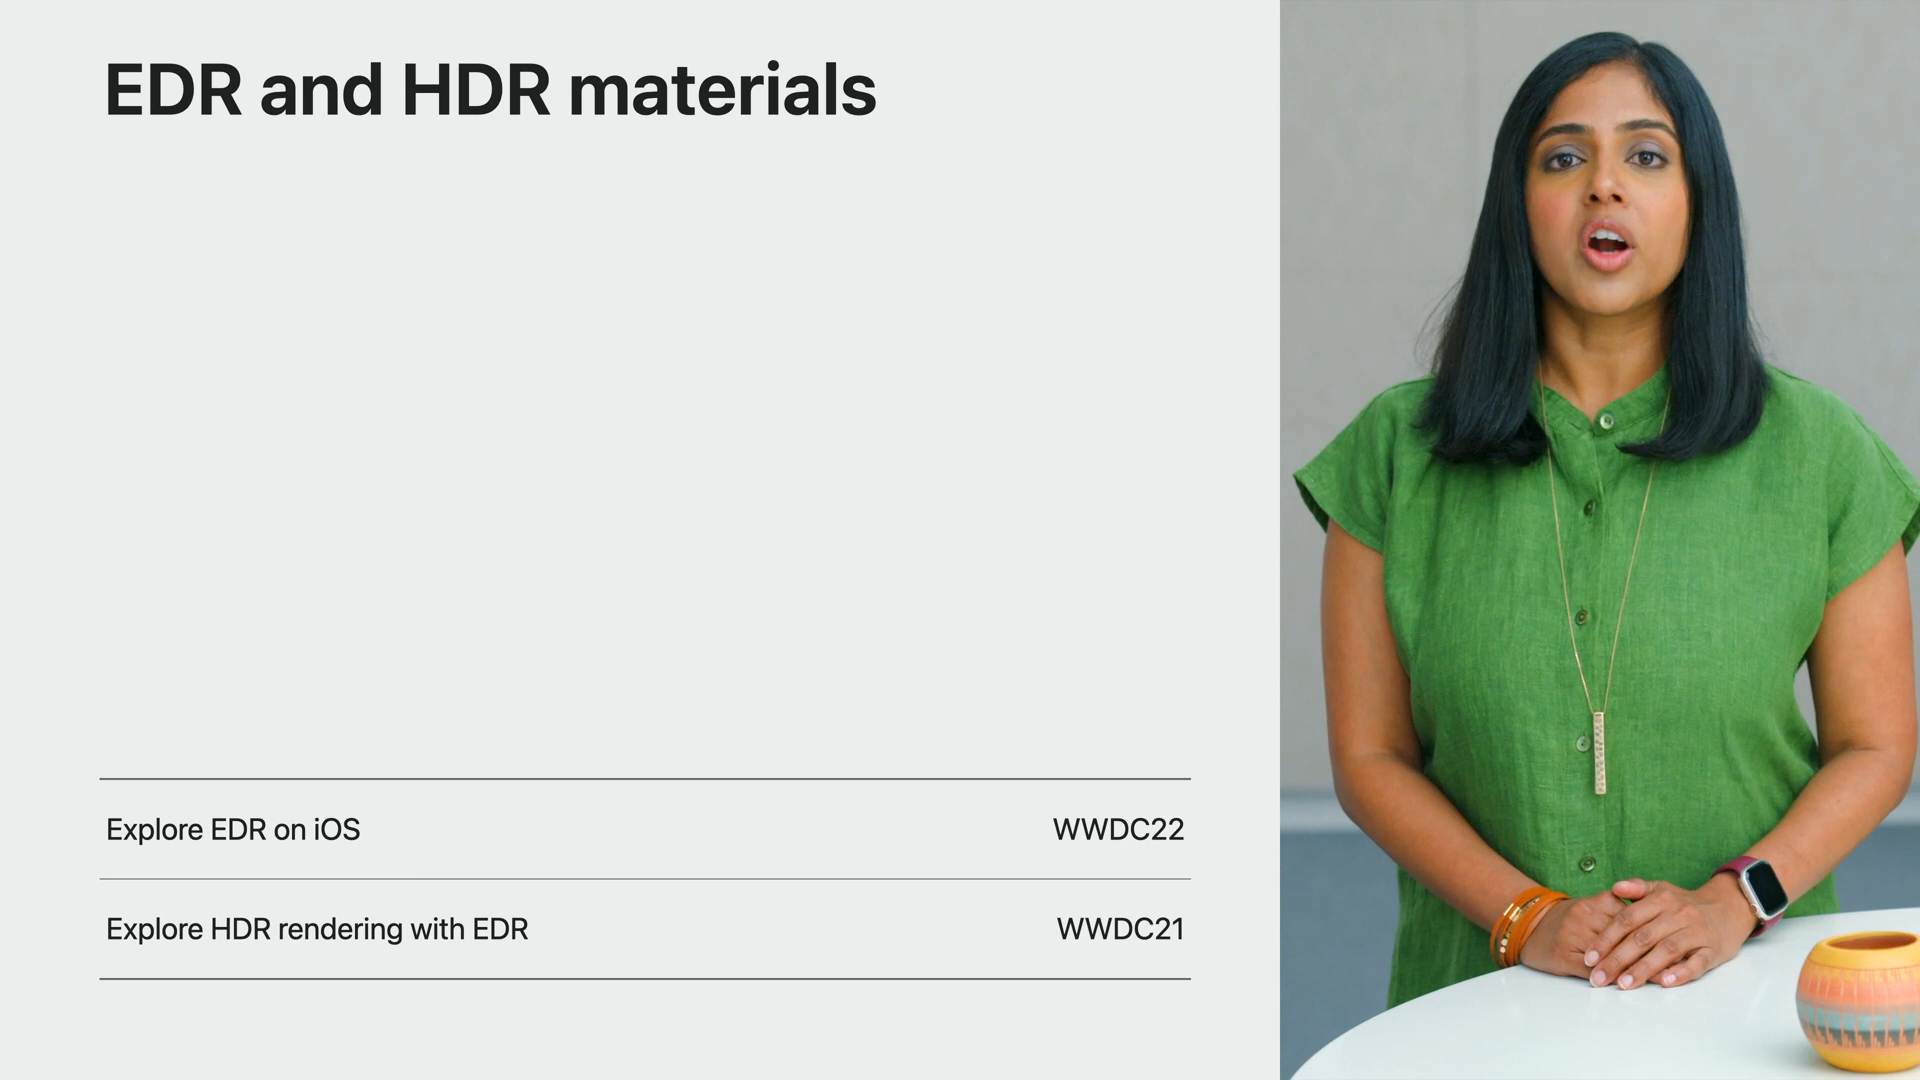 EDR and HDR materials
Explore EDR on iOS WWDC22
Explore HDR rendering with EDR WWDC21